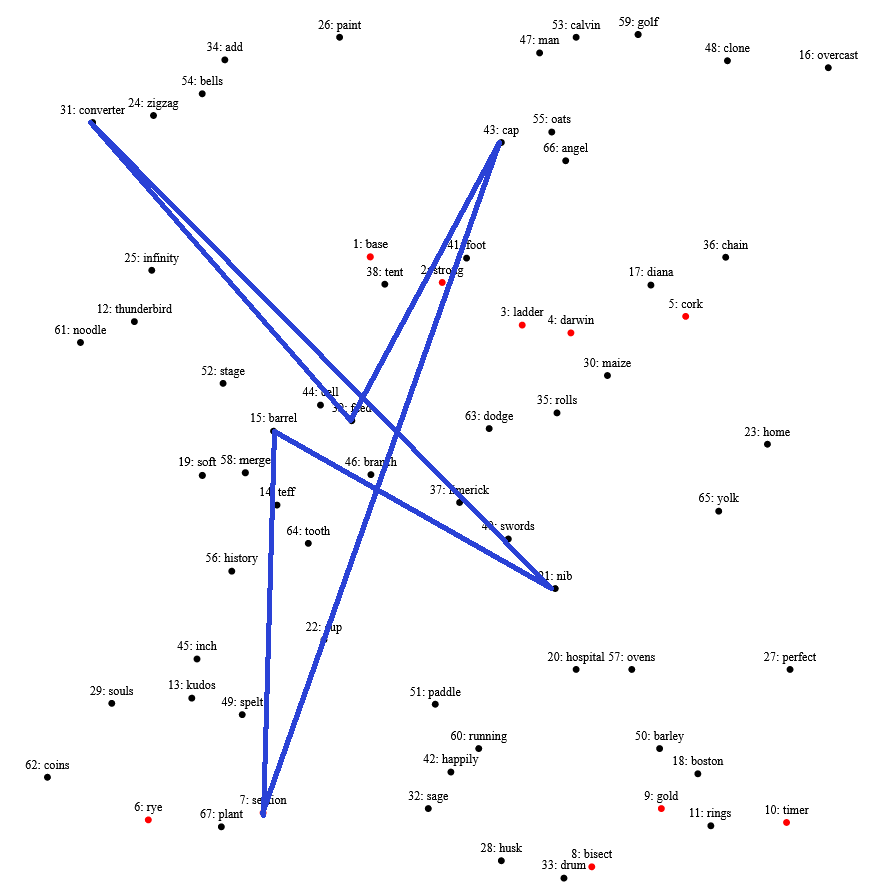 26: paint
53: calvin
59: golf
47: man
34: add
48: clone
16: overcast
54: bells
24: zigzag
31: converter
55: oats
43: cap
66: angel
1: base
41: foot
36: chain
25: infinity
38: tent
2: strong
17: diana
12: thunderbird
3: ladder
4: darwin
5: cork
61: noodle
52: stage
30: maize
44: cell
35: rolls
15: barrel
63: dodge
23: home
19: soft
58: merge
46: branch
14: teff
37: limerick
65: yolk
64: tooth
swords
56: history
nib
22: cup
45: inch
20: hospital
57: ovens
27: perfect
29: souls
13: kudos
49: spelt
51: paddle
60: running
50: barley
62: coins
42: happily
18: boston
6: rye
67: plant
7: section
32: sage
9: gold
11: rings
10: timer
28: husk
33: drum
8: bisect